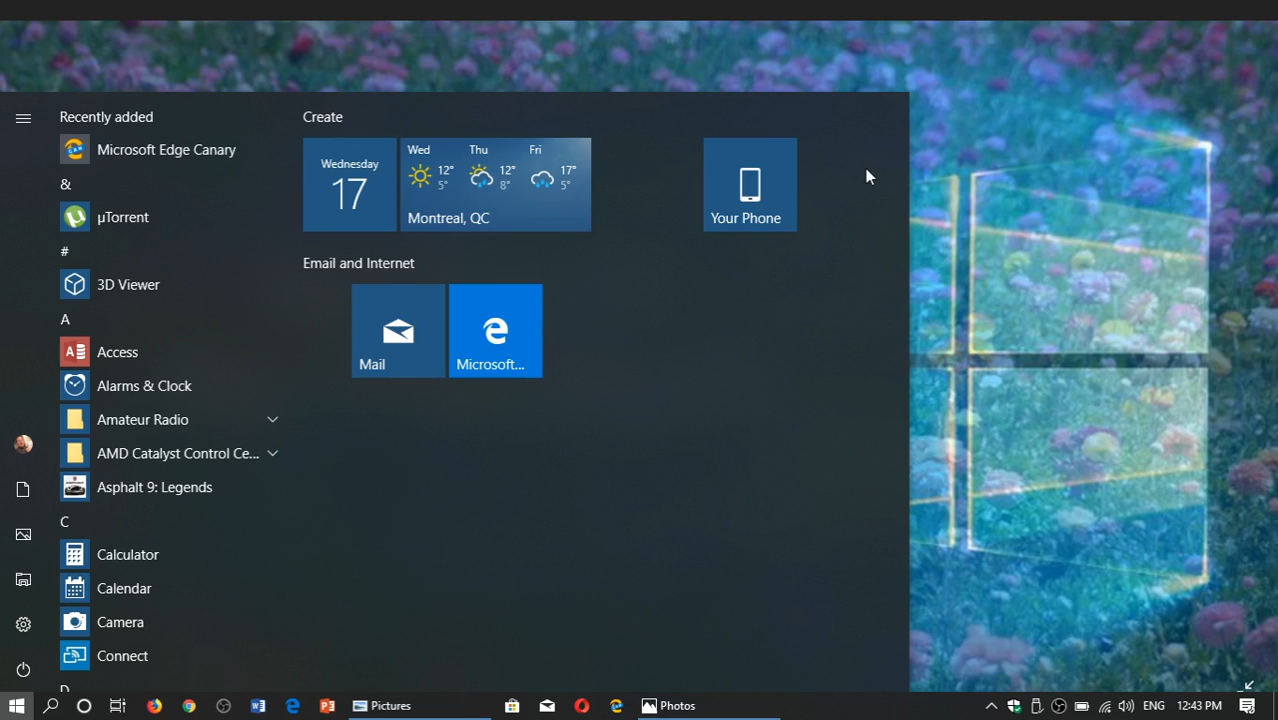 Recently added
Microsoft Edge Canary
&
µTorrent
#
3D Viewer
A
Access
Alarms & Clock
Amateur Radio
AMD Catalyst Control Ce...
Asphalt 9: Legends
C
Calculator
Calendar
Camera
Connect
D
Create
Wednesday
17
Wed Thu Fri
12° 12° 17°
5° 8° 5°
Montreal, QC
Your Phone
Email and Internet
Mail
Microsoft...
Pictures
Photos
ENG
12:43 PM